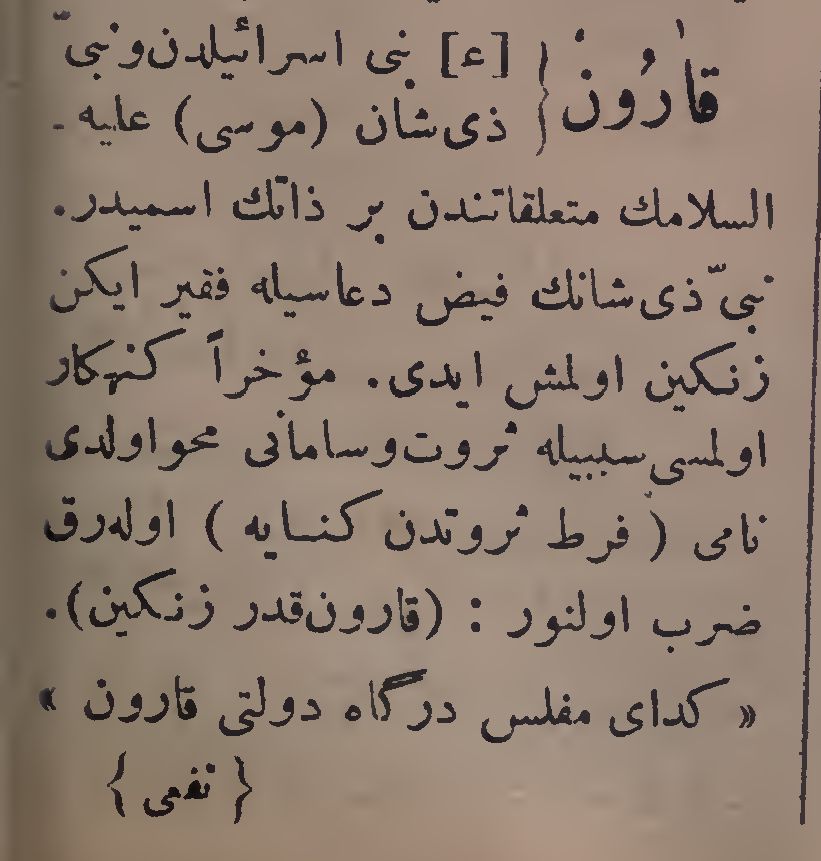 قارُون { [ع] بنی اسرائیلدن و نبیّ
ذی شان (موسی) علیه‌-
السلامك متعلقاتندن بر ذاتك اسمیدر.
نبیّ ذی شانك فیض دعاسیله فقیر ایكن
زنكین اولمش ایدی. مؤخراً كنهكار
اولمسی سببیله ثروت و سامانی محو اولدی
نامی ( فرط ثروتدن كنایه ) اوله‌رق
ضرب اولنور : (قارون قدر زنكین).
« كدای مفلس درگاه دولتی قارون »
{ نفعی }